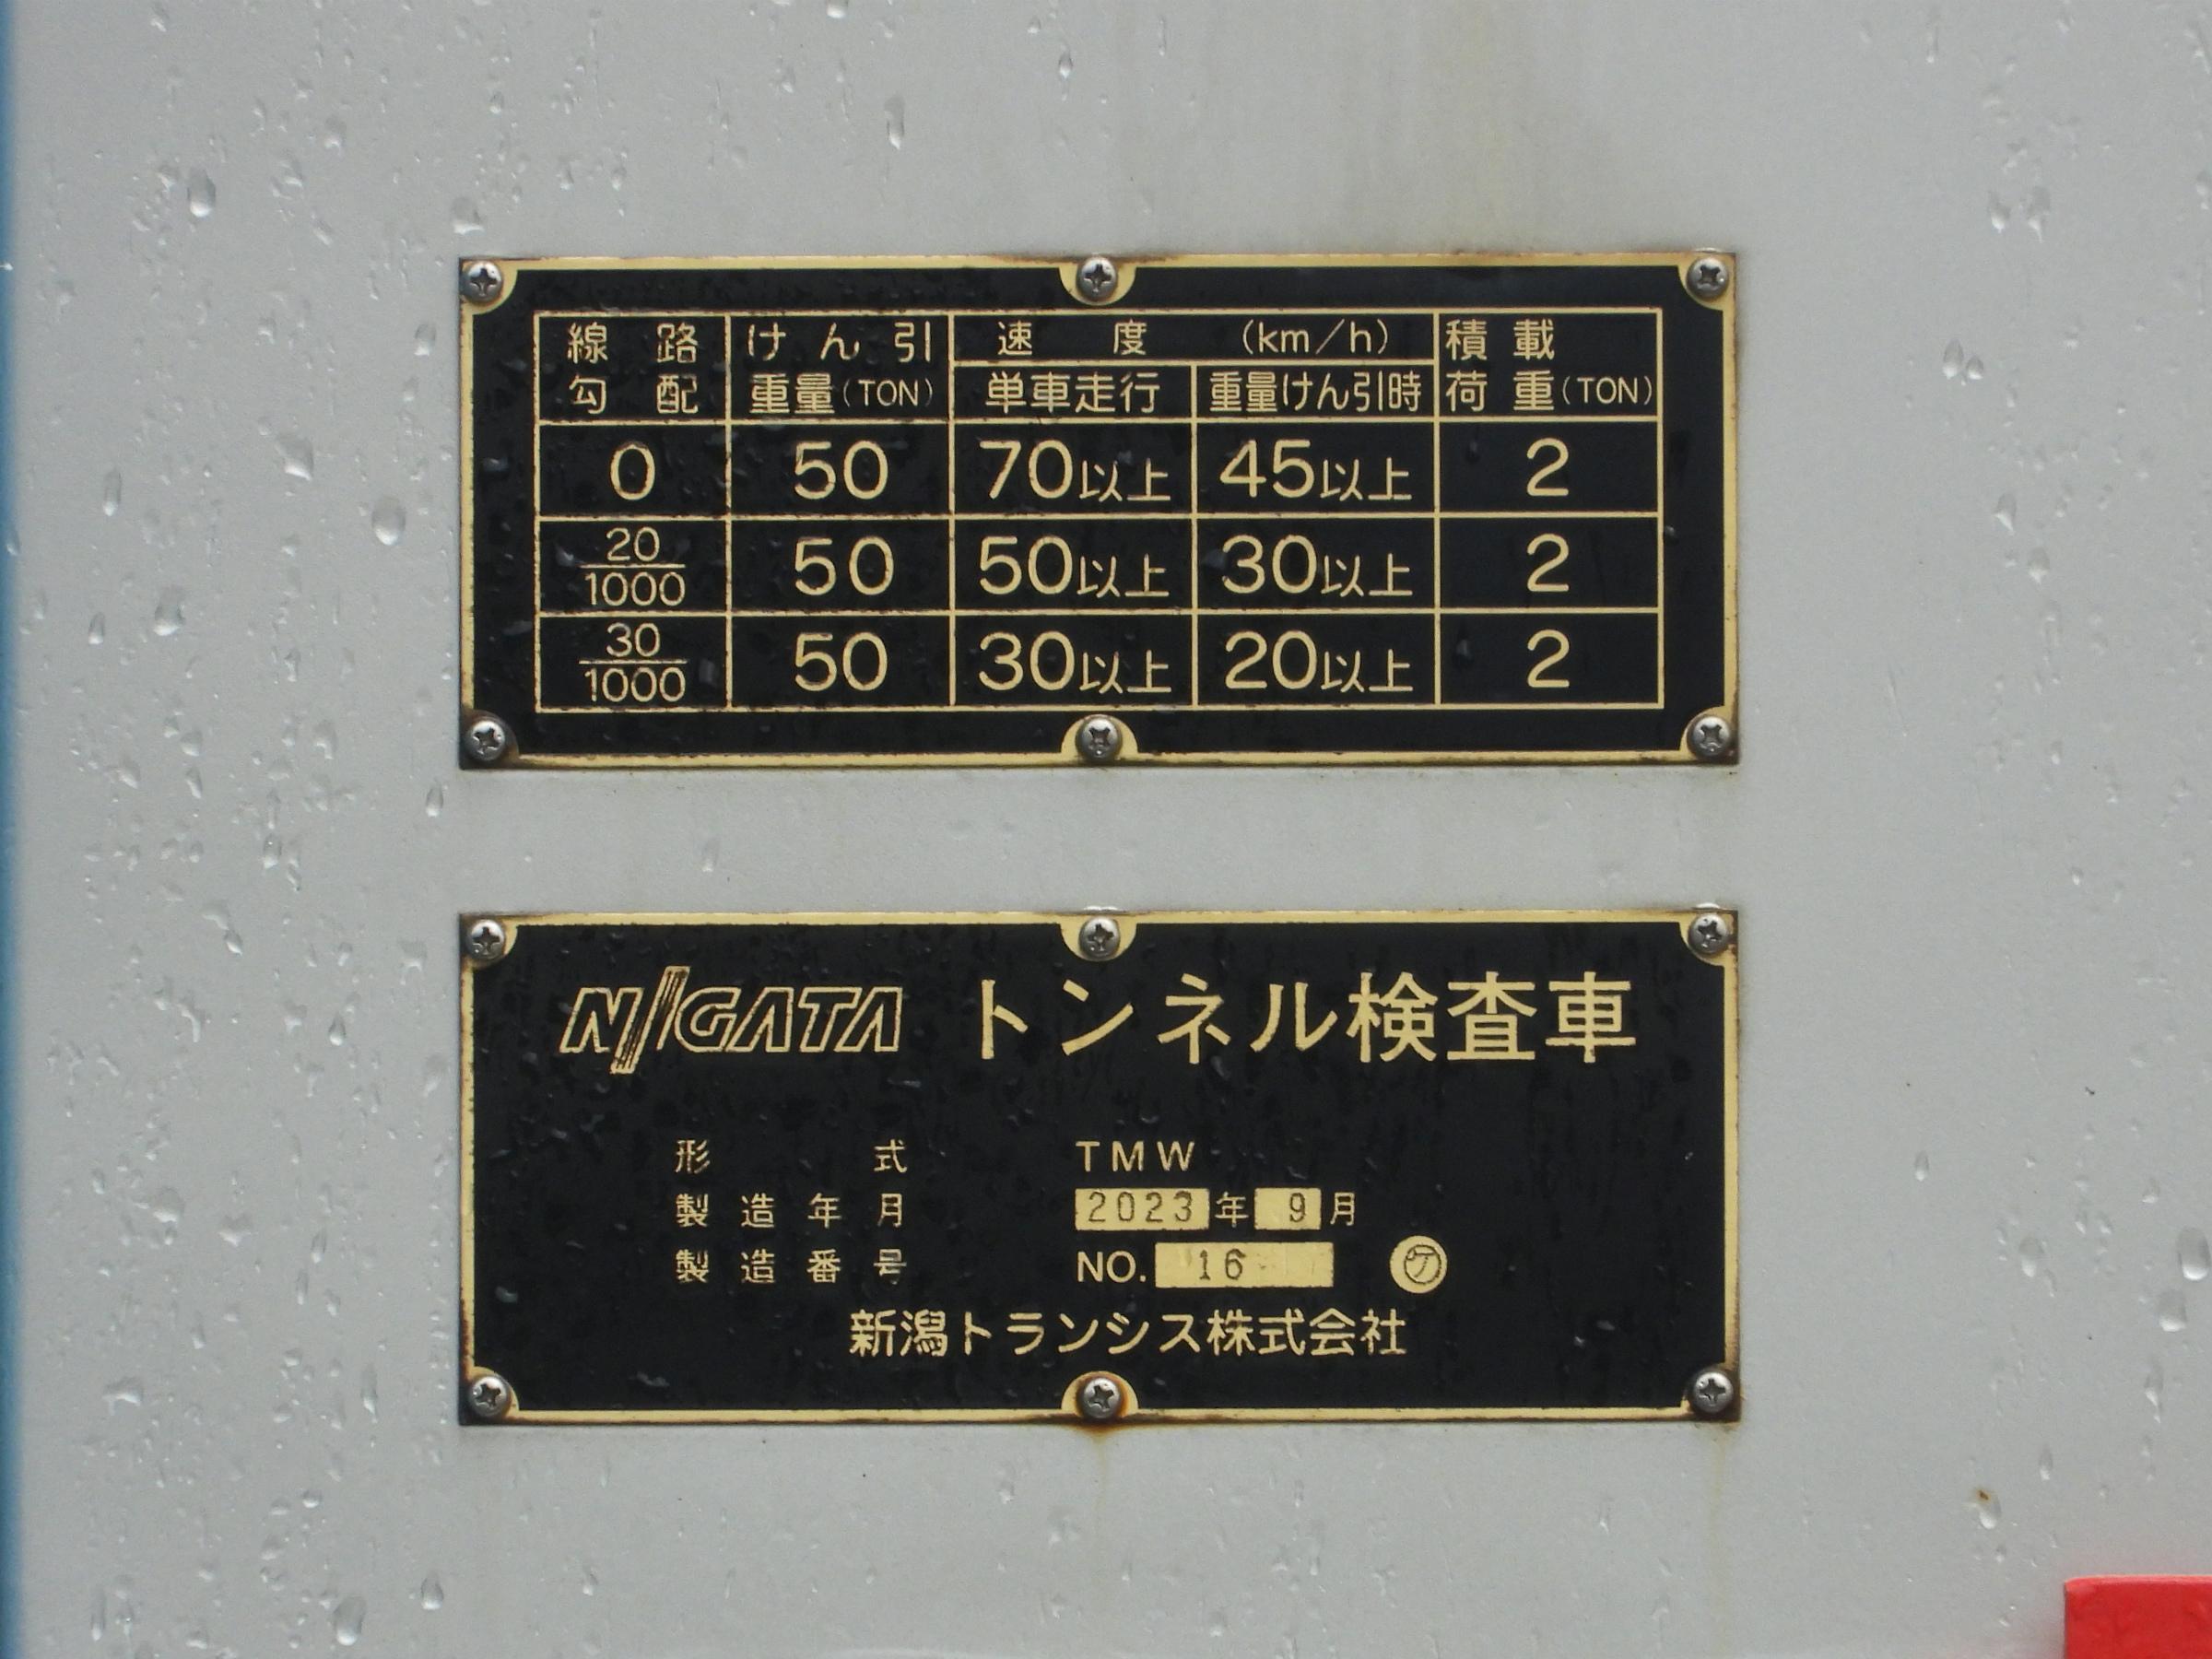 線路勾配 けん引重量(TON) 速度 (km/h) 積載荷重(TON)
単車走行 重量けん引時
0 50 70以上 45以上 2
20/1000 50 50以上 30以上 2
30/1000 50 30以上 20以上 2
NIIGATA トンネル検査車
形式 TMW
製造年月 2023年 9月
製造番号 NO. 16 ㋘
新潟トランシス株式会社